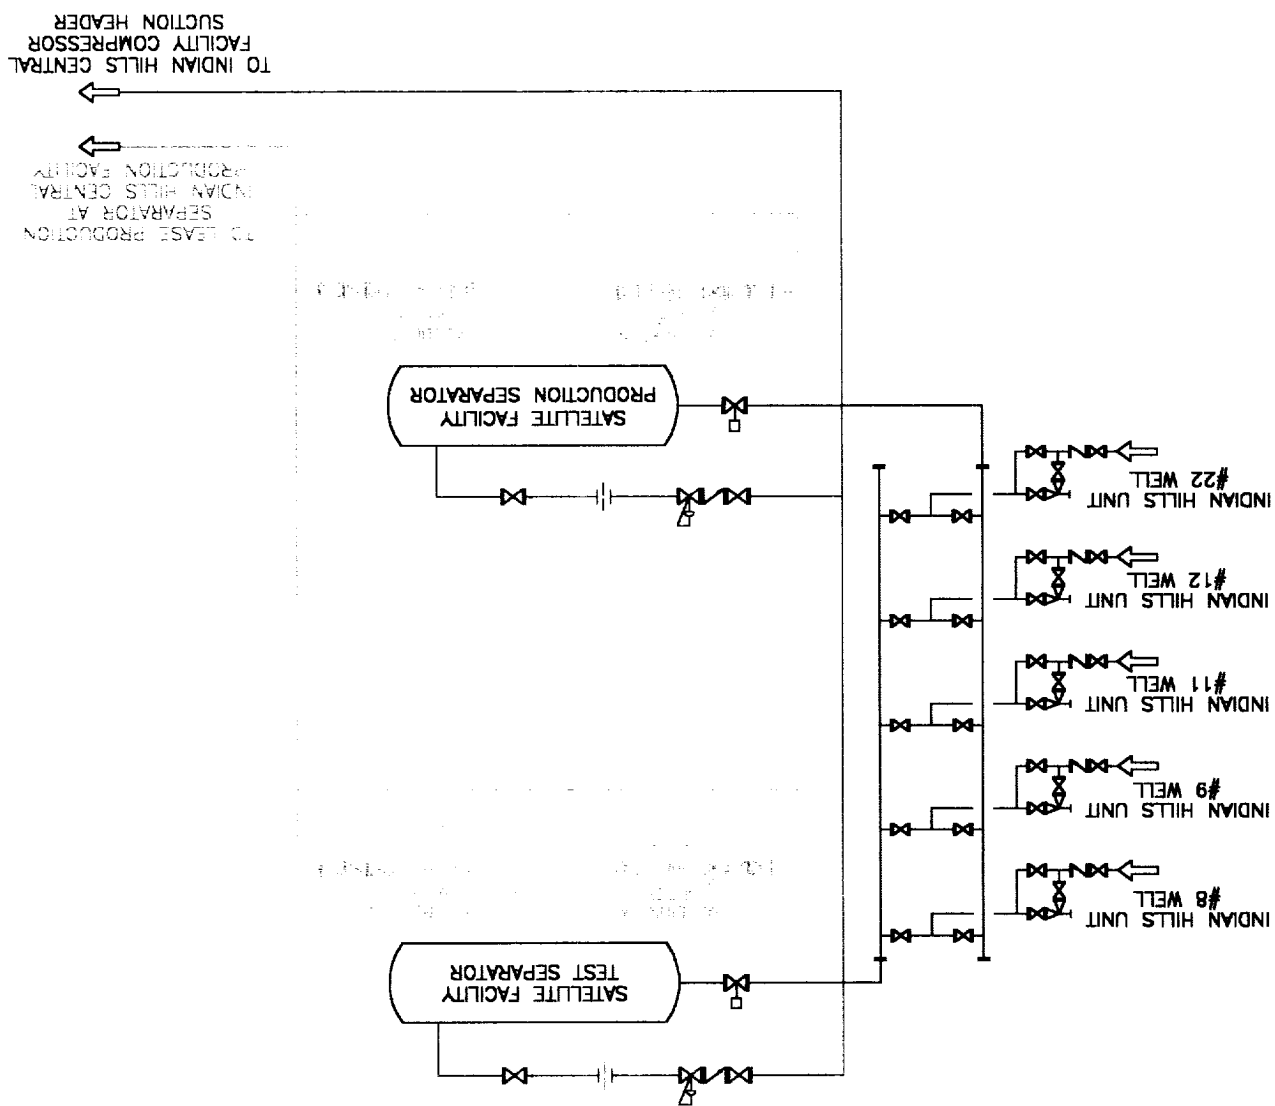 SATELLITE FACILITY
TEST SEPARATOR
INDIAN HILLS UNIT
#8 WELL
INDIAN HILLS UNIT
#9 WELL
INDIAN HILLS UNIT
#11 WELL
INDIAN HILLS UNIT
#12 WELL
INDIAN HILLS UNIT
#22 WELL
SATELLITE FACILITY
PRODUCTION SEPARATOR
TO LEASE PRODUCTION
SEPARATOR AT
INDIAN HILLS CENTRAL
PRODUCTION FACILITY
TO INDIAN HILLS CENTRAL
FACILITY COMPRESSOR
SUCTION HEADER